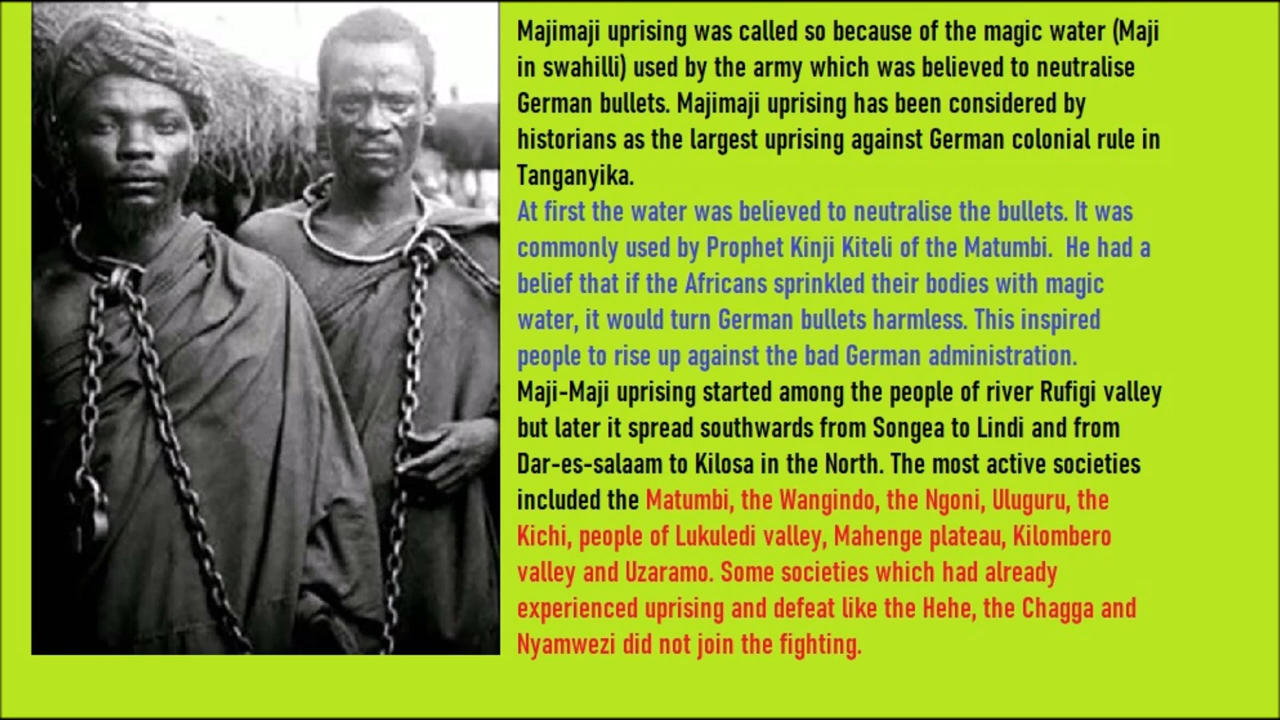 Majimaji uprising was called so because of the magic water (Maji
in swahilli) used by the army which was believed to neutralise
German bullets. Majimaji uprising has been considered by
historians as the largest uprising against German colonial rule in
Tanganyika.
At first the water was believed to neutralise the bullets. It was
commonly used by Prophet Kinji Kiteli of the Matumbi. He had a
belief that if the Africans sprinkled their bodies with magic
water, it would turn German bullets harmless. This inspired
people to rise up against the bad German administration.
Maji-Maji uprising started among the people of river Rufigi valley
but later it spread southwards from Songea to Lindi and from
Dar-es-salaam to Kilosa in the North. The most active societies
included the Matumbi, the Wangindo, the Ngoni, Uluguru, the
Kichi, people of Lukuledi valley, Mahenge plateau, Kilombero
valley and Uzaramo. Some societies which had already
experienced uprising and defeat like the Hehe, the Chagga and
Nyamwezi did not join the fighting.